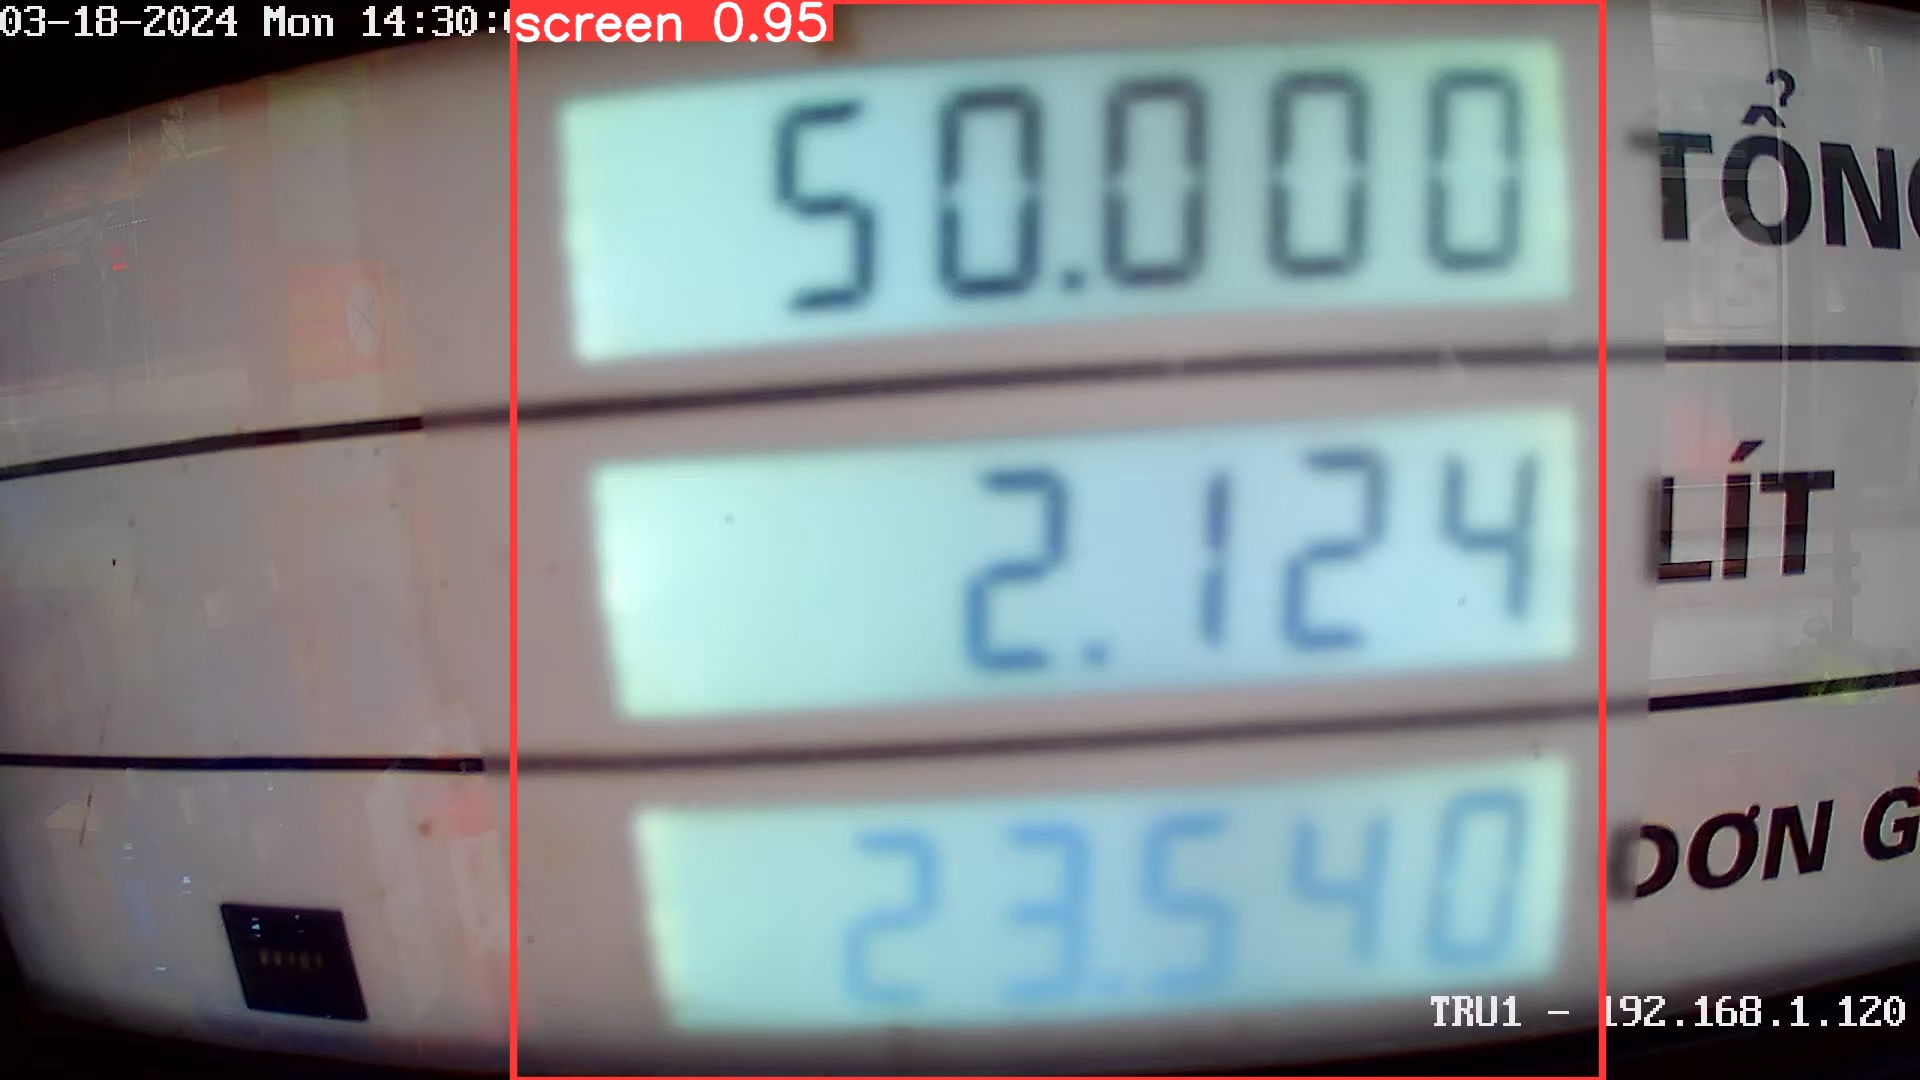 03-18-2024 Mon 14:30:
screen 0.95
50.000
TỔNG
2.124
LÍT
23.540
ĐƠN G
TRU1 - 192.168.1.120